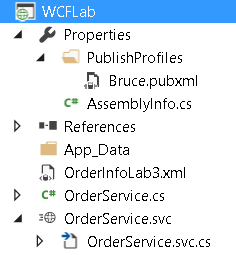 WCFLab
Properties
PublishProfiles
Bruce.pubxml
C# AssemblyInfo.cs
References
App_Data
OrderInfoLab3.xml
C# OrderService.cs
OrderService.svc
OrderService.svc.cs